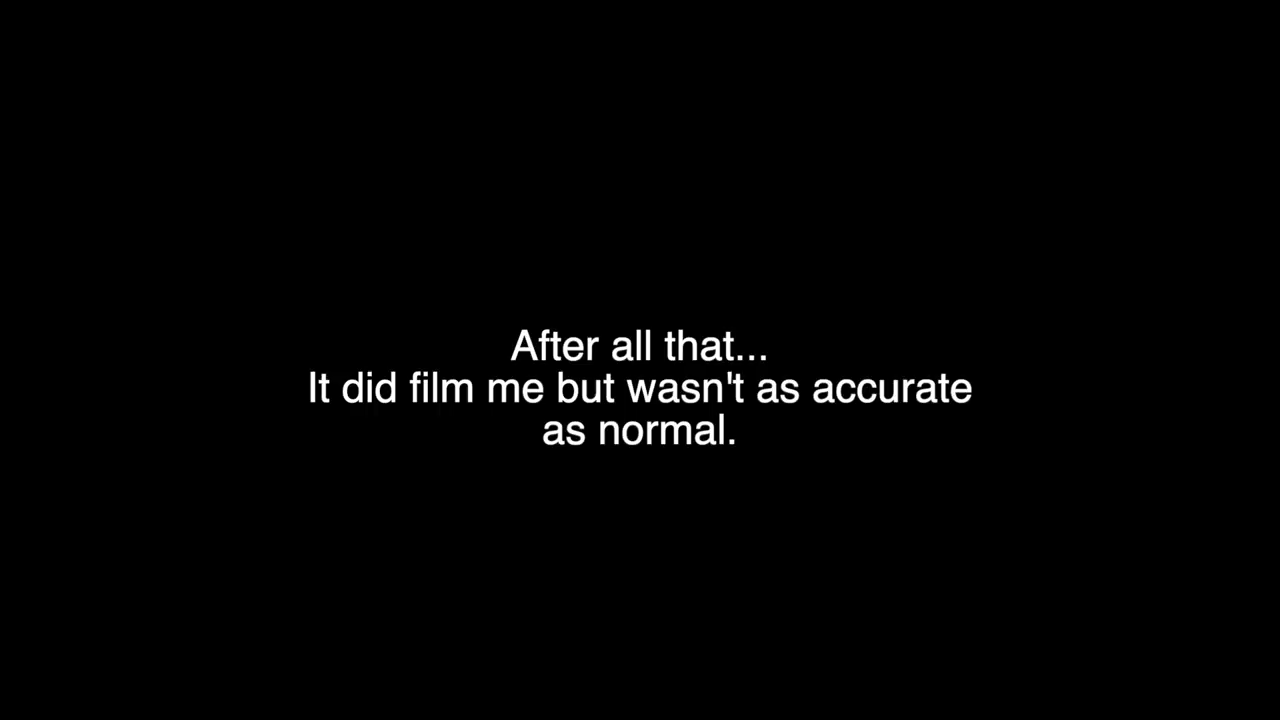 After all that...
It did film me but wasn't as accurate
as normal.